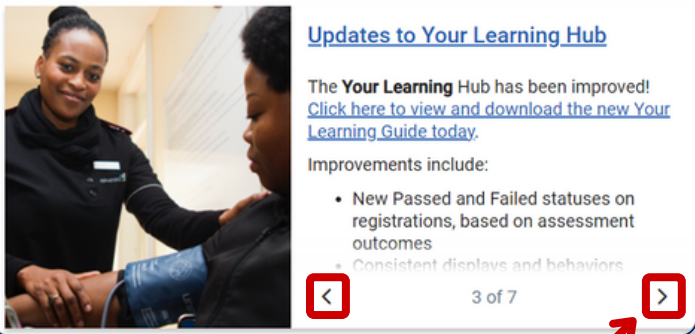 Updates to Your Learning Hub
The Your Learning Hub has been improved!
Click here to view and download the new Your
Learning Guide today.
Improvements include:
• New Passed and Failed statuses on
registrations, based on assessment
outcomes
• Consistent displays and behaviors
3 of 7